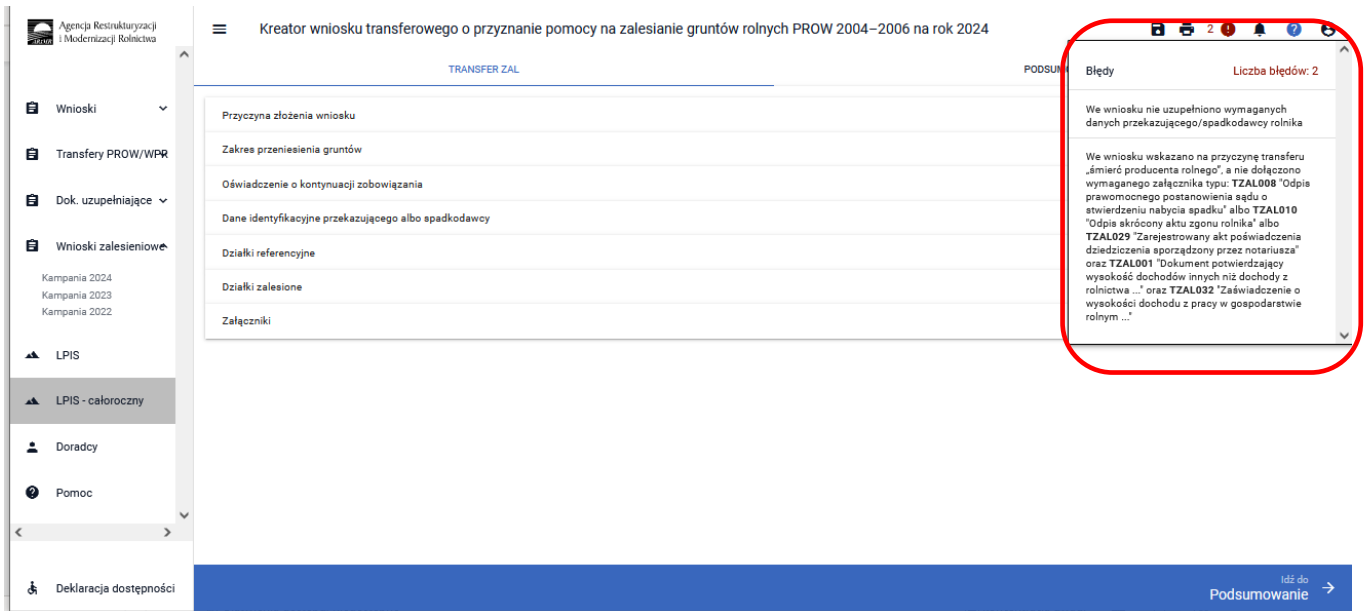 Agencja Restrukturyzacji
i Modernizacji Rolnictwa
ARiMR
Kreator wniosku transferowego o przyznanie pomocy na zalesianie gruntów rolnych PROW 2004–2006 na rok 2024
2
TRANSFER ZAL
Wnioski
Transfery PROW/WPR
Dok. uzupełniające
Wnioski zalesieniowe
Kampania 2024
Kampania 2023
Kampania 2022
LPIS
LPIS - całoroczny
Doradcy
Pomoc
Deklaracja dostępności
Przyczyna złożenia wniosku
Zakres przeniesienia gruntów
Oświadczenie o kontynuacji zobowiązania
Dane identyfikacyjne przekazującego albo spadkodawcy
Działki referencyjne
Działki zalesione
Załączniki
PODSUM
Błędy
Liczba błędów: 2
We wniosku nie uzupełniono wymaganych
danych przekazującego/spadkodawcy rolnika
We wniosku wskazano na przyczynę transferu
„śmierć producenta rolnego”, a nie dołączono
wymaganego załącznika typu: TZAL008 "Odpis
prawomocnego postanowienia sądu o
stwierdzeniu nabycia spadku" albo TZAL010
"Odpis skrócony aktu zgonu rolnika" albo
TZAL029 "Zarejestrowany akt poświadczenia
dziedziczenia sporządzony przez notariusza"
oraz TZAL001 "Dokument potwierdzający
wysokość dochodów innych niż dochody z
rolnictwa ..." oraz TZAL032 "Zaświadczenie o
wysokości dochodu z pracy w gospodarstwie
rolnym ..."
Idź do
Podsumowanie